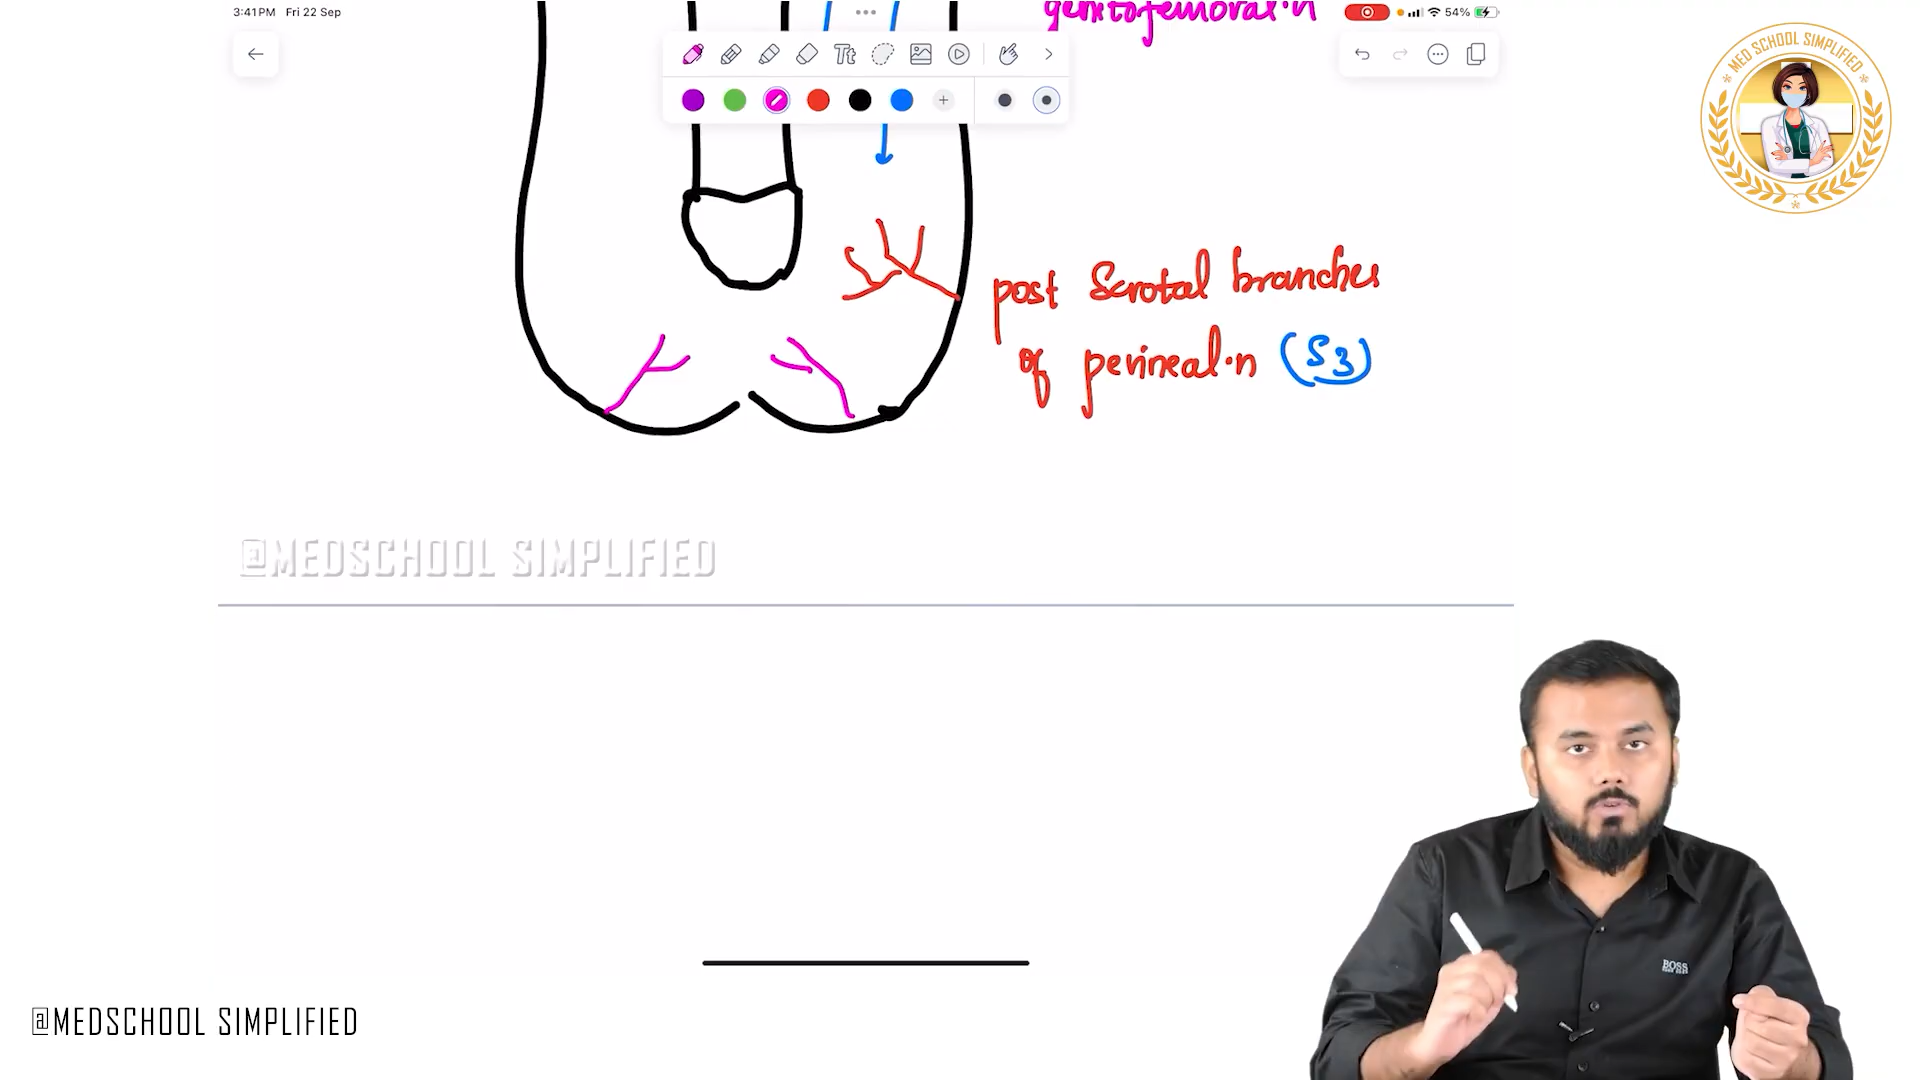 3:41 PM Fri 22 Sep
genitofemoral.n
54%
Tt
MED SCHOOL SIMPLIFIED
post Scrotal branches
of perineal.n (S3)
@MEDSCHOOL SIMPLIFIED
BOSS
@MEDSCHOOL SIMPLIFIED